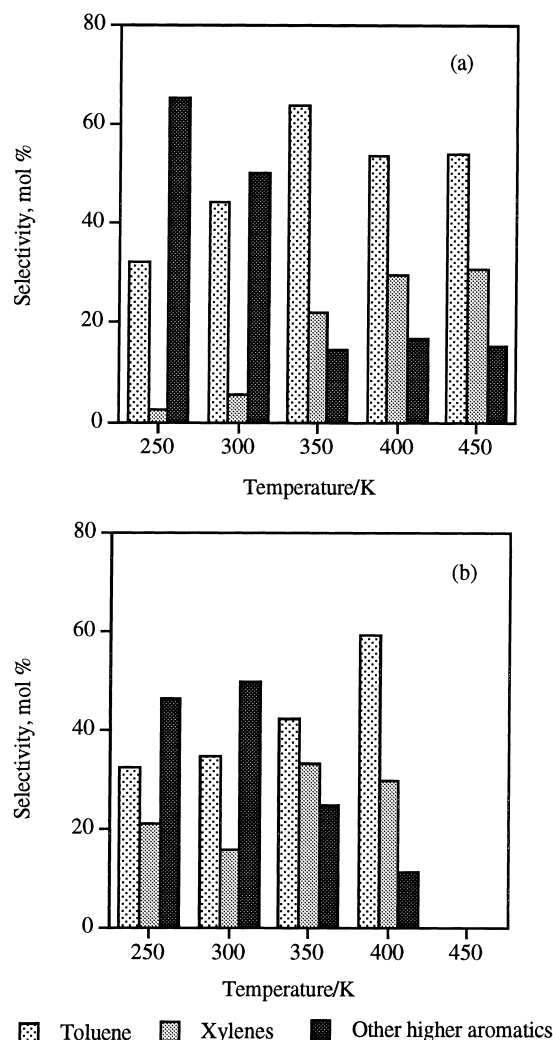 80
(a)
60
Selectivity, mol %
40
20
0
250 300 350 400 450
Temperature/K
80
(b)
60
Selectivity, mol %
40
20
0
250 300 350 400 450
Temperature/K
Toluene Xylenes Other higher aromatics